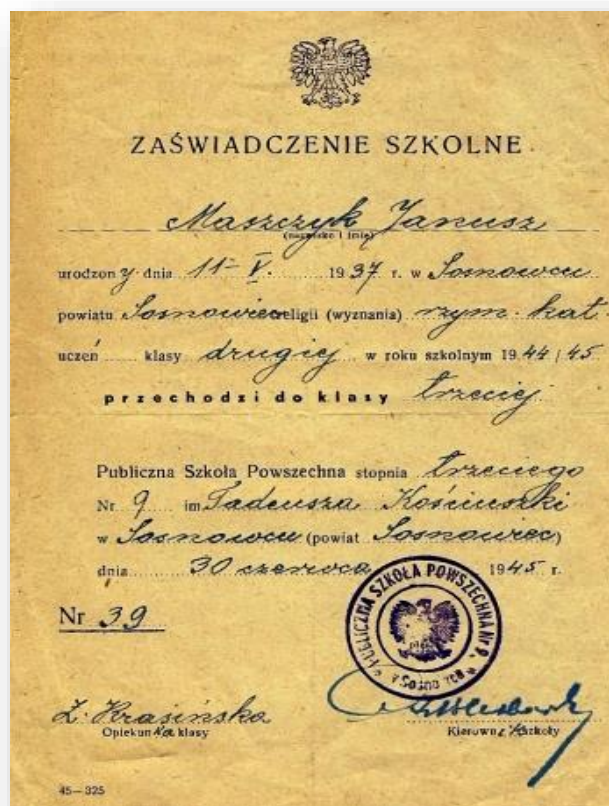 ZAŚWIADCZENIE SZKOLNE
Maszczyk Janusz
(nazwisko i imię)
urodzony dnia 11-V. 1937 r. w Sosnowcu
powiatu Sosnowiec religii (wyznania) rzym. kat.
uczeń ...... klasy drugiej w roku szkolnym 1944/45
przechodzi do klasy trzeciej
Publiczna Szkoła Powszechna stopnia trzeciego
Nr 9 im Tadeusza Kościuszki
w Sosnowcu (powiat Sosnowiec)
dnia 30 czerwca 1945 r.
Nr 39
PUBLICZNA SZKOŁA POWSZECHNA Nr 9.
Z. Krasińska
Opiekunka klasy
Kierownik szkoły
45—325